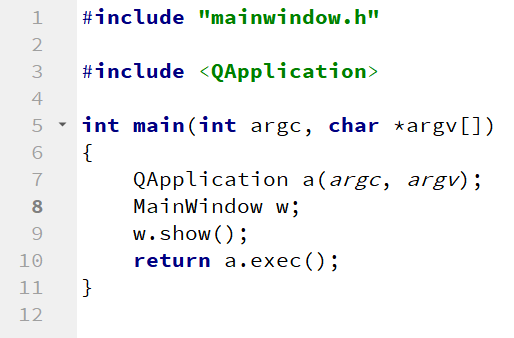 1 #include "mainwindow.h"
2
3 #include <QApplication>
4
5 int main(int argc, char *argv[])
6 {
7     QApplication a(argc, argv);
8     MainWindow w;
9     w.show();
10     return a.exec();
11 }
12